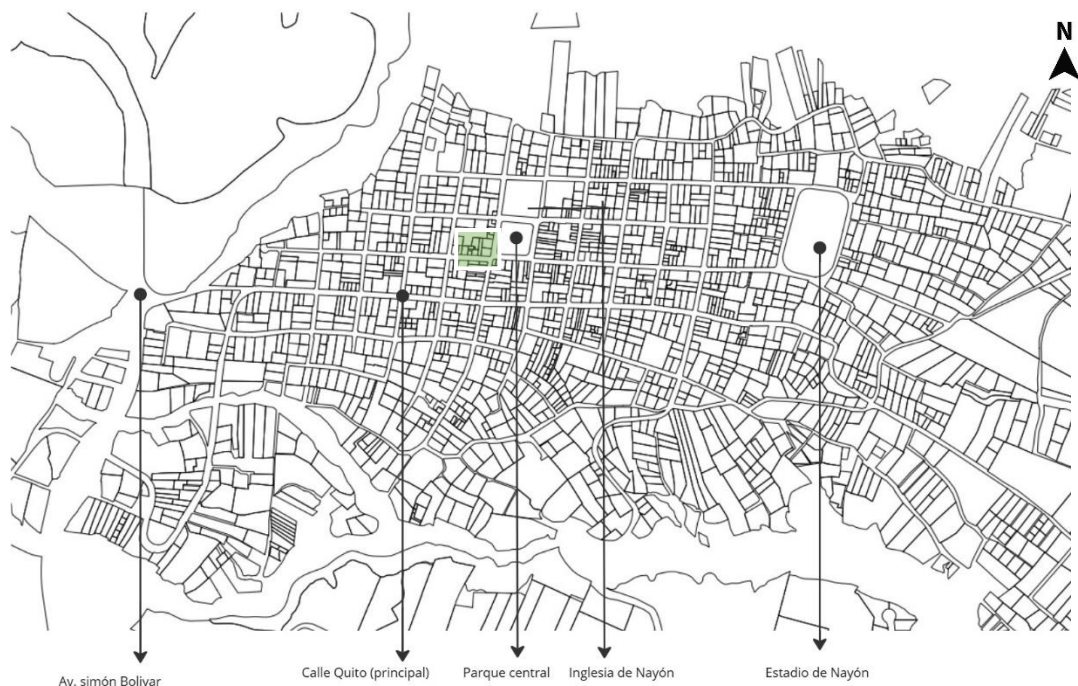 N
Av. simón Bolivar
Calle Quito (principal)
Parque central
Inglesia de Nayón
Estadio de Nayón